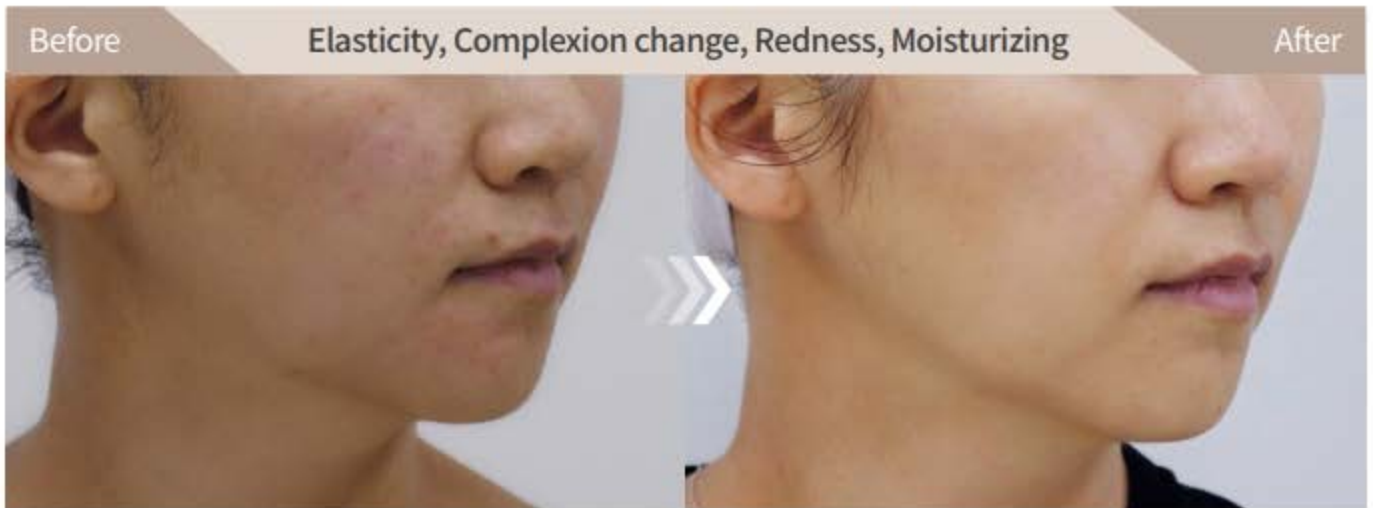 Before
Elasticity, Complexion change, Redness, Moisturizing
After